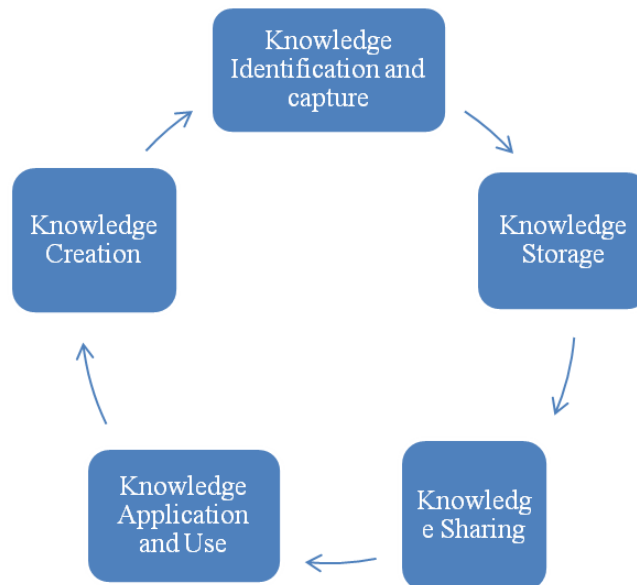 Knowledge
Identification and
capture
Knowledge
Storage
Knowledg
e Sharing
Knowledge
Application
and Use
Knowledge
Creation